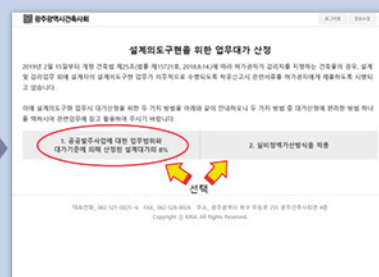 광주광역시건축사회
로그아웃 정보수정
설계의도구현을 위한 업무대가 산정
2019년 2월 15일부터 개정 건축법 제25조(법률 제15721호, 2018.8.14.)에 따라 허가권자가 감리자를 지정하는 건축물의 경우, 설계
및 감리업무 외에 설계자의 설계의도구현 업무가 의무적으로 수행되도록 착공신고시 관련서류를 허가권자에게 제출하도록 시행되
고 있습니다.
이에 설계의도구현 업무시 대가산정을 위한 두 가지 방법을 아래와 같이 안내하오니 두 가지 방법 중 대가산정에 편리한 방법 하나
를 택하시어 관련업무에 참고 활용하여 주시기 바랍니다.
1. 공공발주사업에 대한 업무범위와
대가기준에 의해 산정된 설계대가의 8%
2. 실비정액가산방식을 적용
선택
대표전화, 062-521-0025~6 FAX, 062-528-0026 주소, 광주광역시 북구 무등로 255 광주건축사회관 4층
Copyright © KIRA. All Rights Reserved.